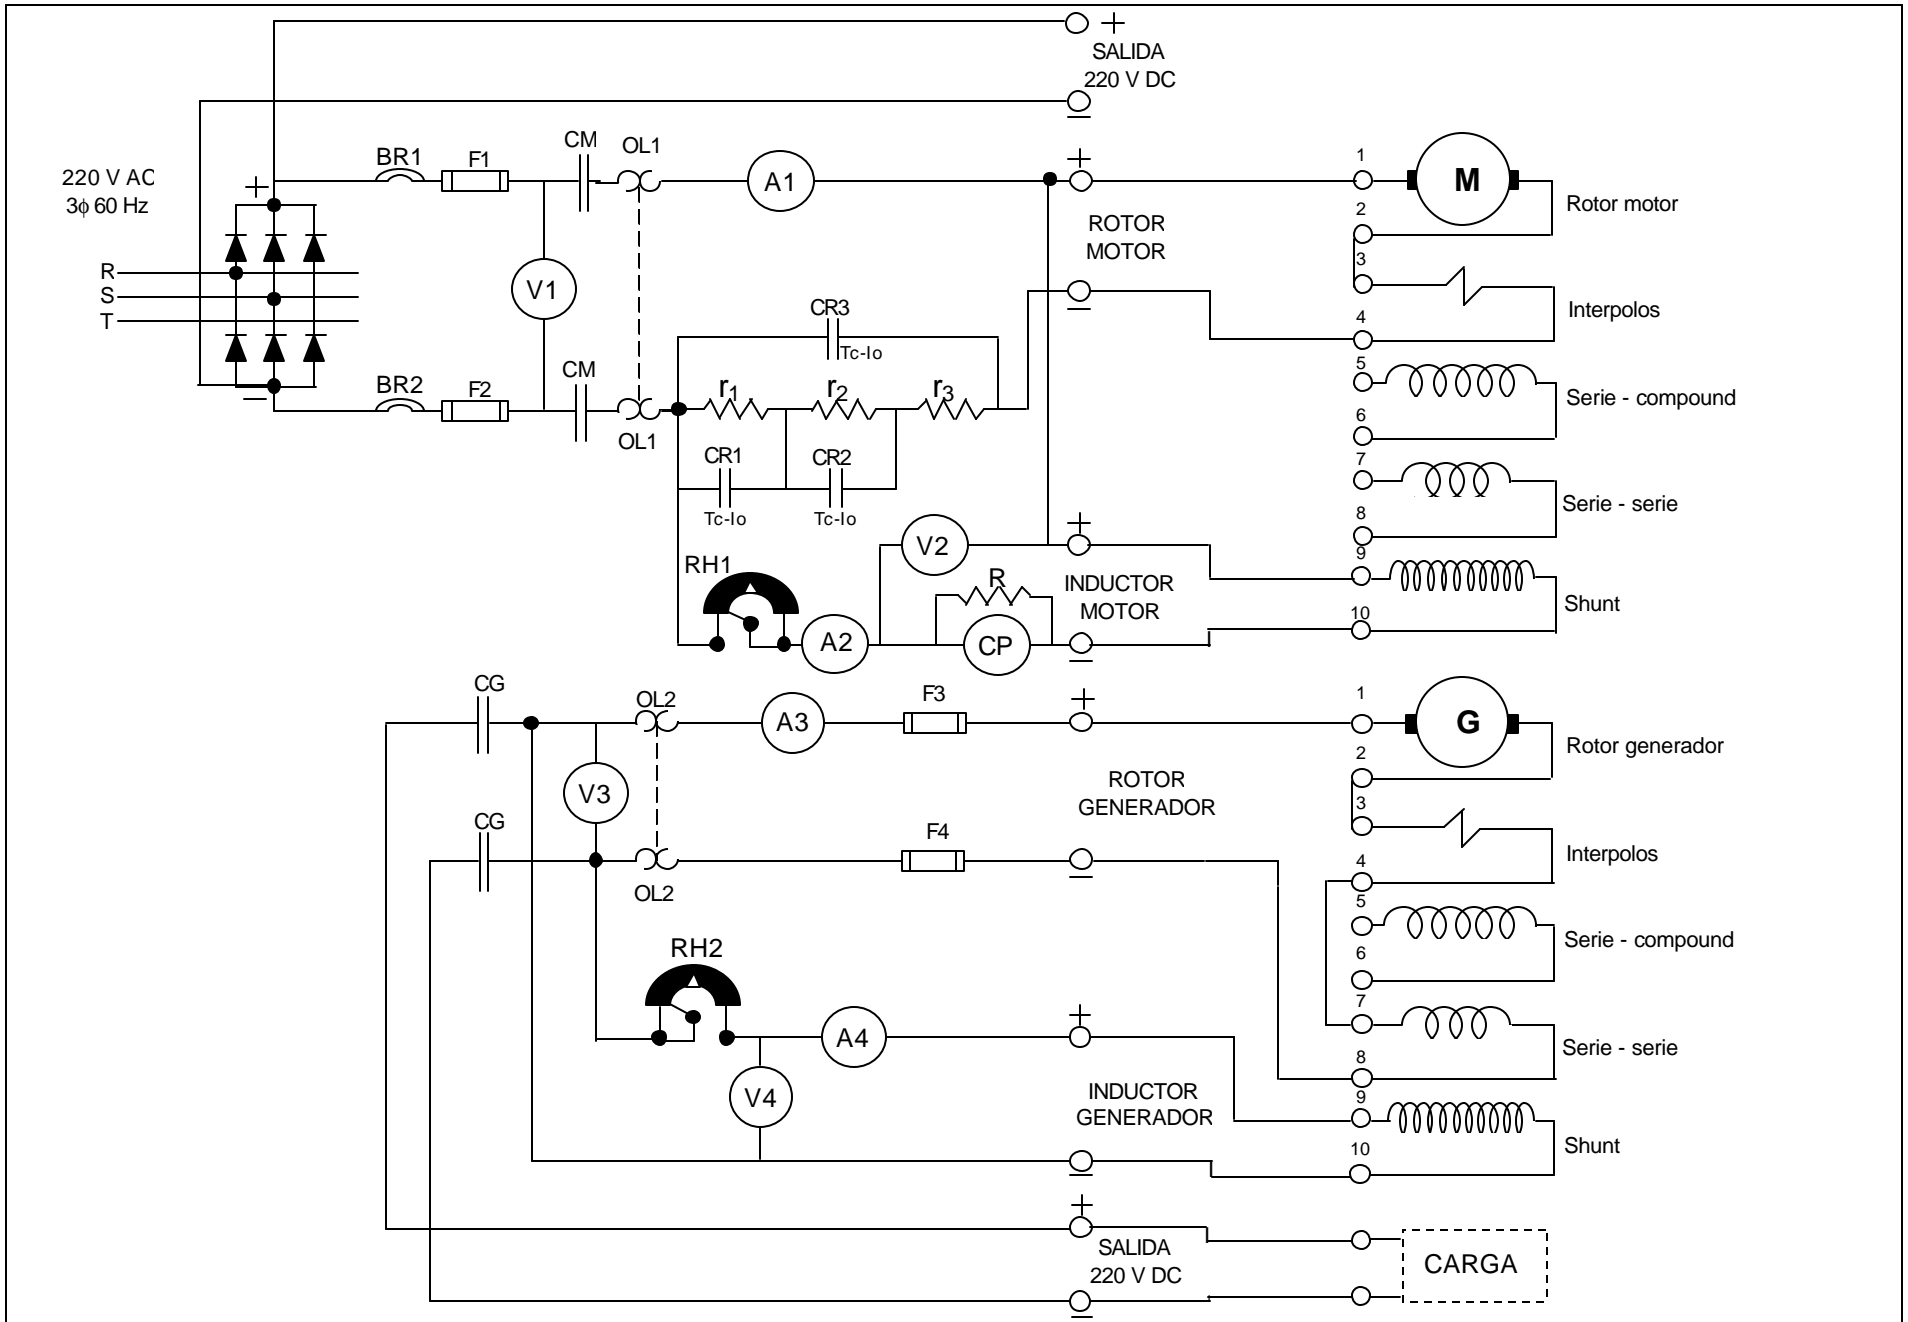 +
SALIDA
220 V DC
—
220 V AC
3ϕ 60 Hz
+
BR1
F1
CM
OL1
A1
+
1
M
Rotor motor
ROTOR
MOTOR
2
3
R
S
T
V1
—
Interpolos
4
CR3
Tc-Io
5
Serie - compound
6
—
BR2
F2
CM
OL1
r1
r2
r3
CR1
Tc-Io
CR2
Tc-Io
7
Serie - serie
8
V2
+
9
RH1
R
INDUCTOR
MOTOR
Shunt
10
A2
CP
—
CG
OL2
A3
F3
+
1
G
Rotor generador
2
V3
ROTOR
GENERADOR
3
CG
OL2
F4
—
Interpolos
4
5
Serie - compound
6
RH2
7
A4
+
Serie - serie
8
V4
INDUCTOR
GENERADOR
9
Shunt
10
—
+
SALIDA
220 V DC
—
CARGA